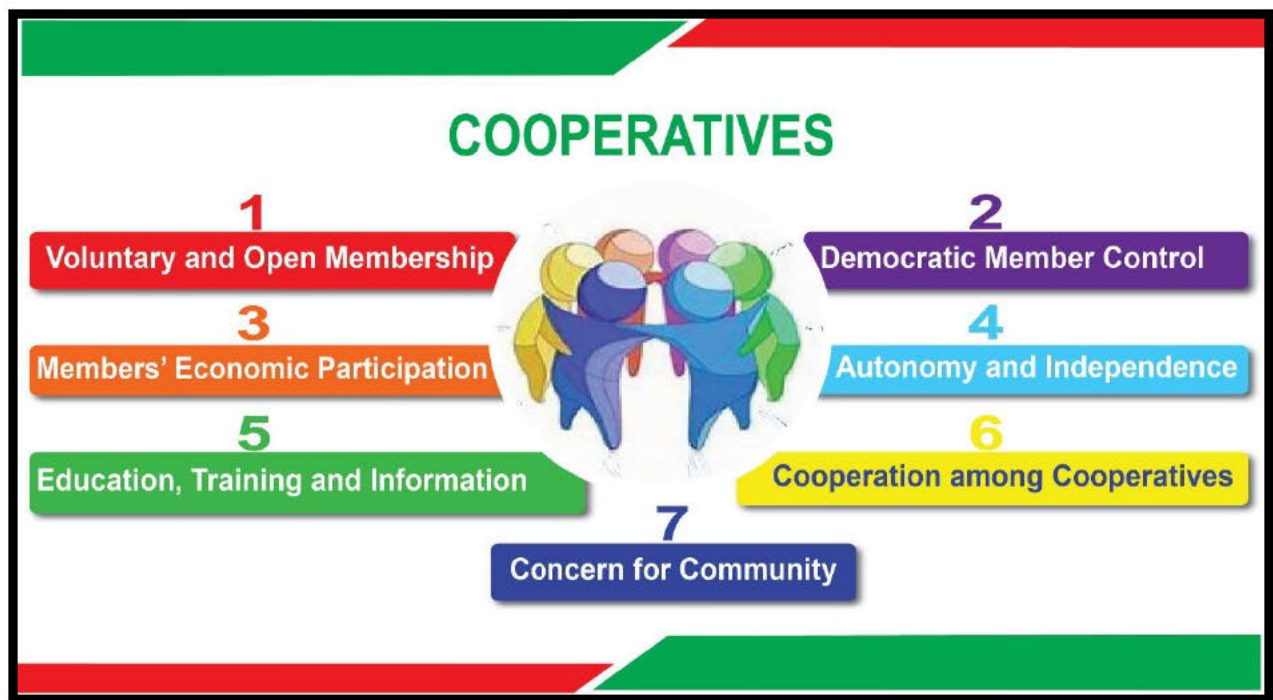 COOPERATIVES
1
Voluntary and Open Membership
2
Democratic Member Control
3
Members’ Economic Participation
4
Autonomy and Independence
5
Education, Training and Information
6
Cooperation among Cooperatives
7
Concern for Community